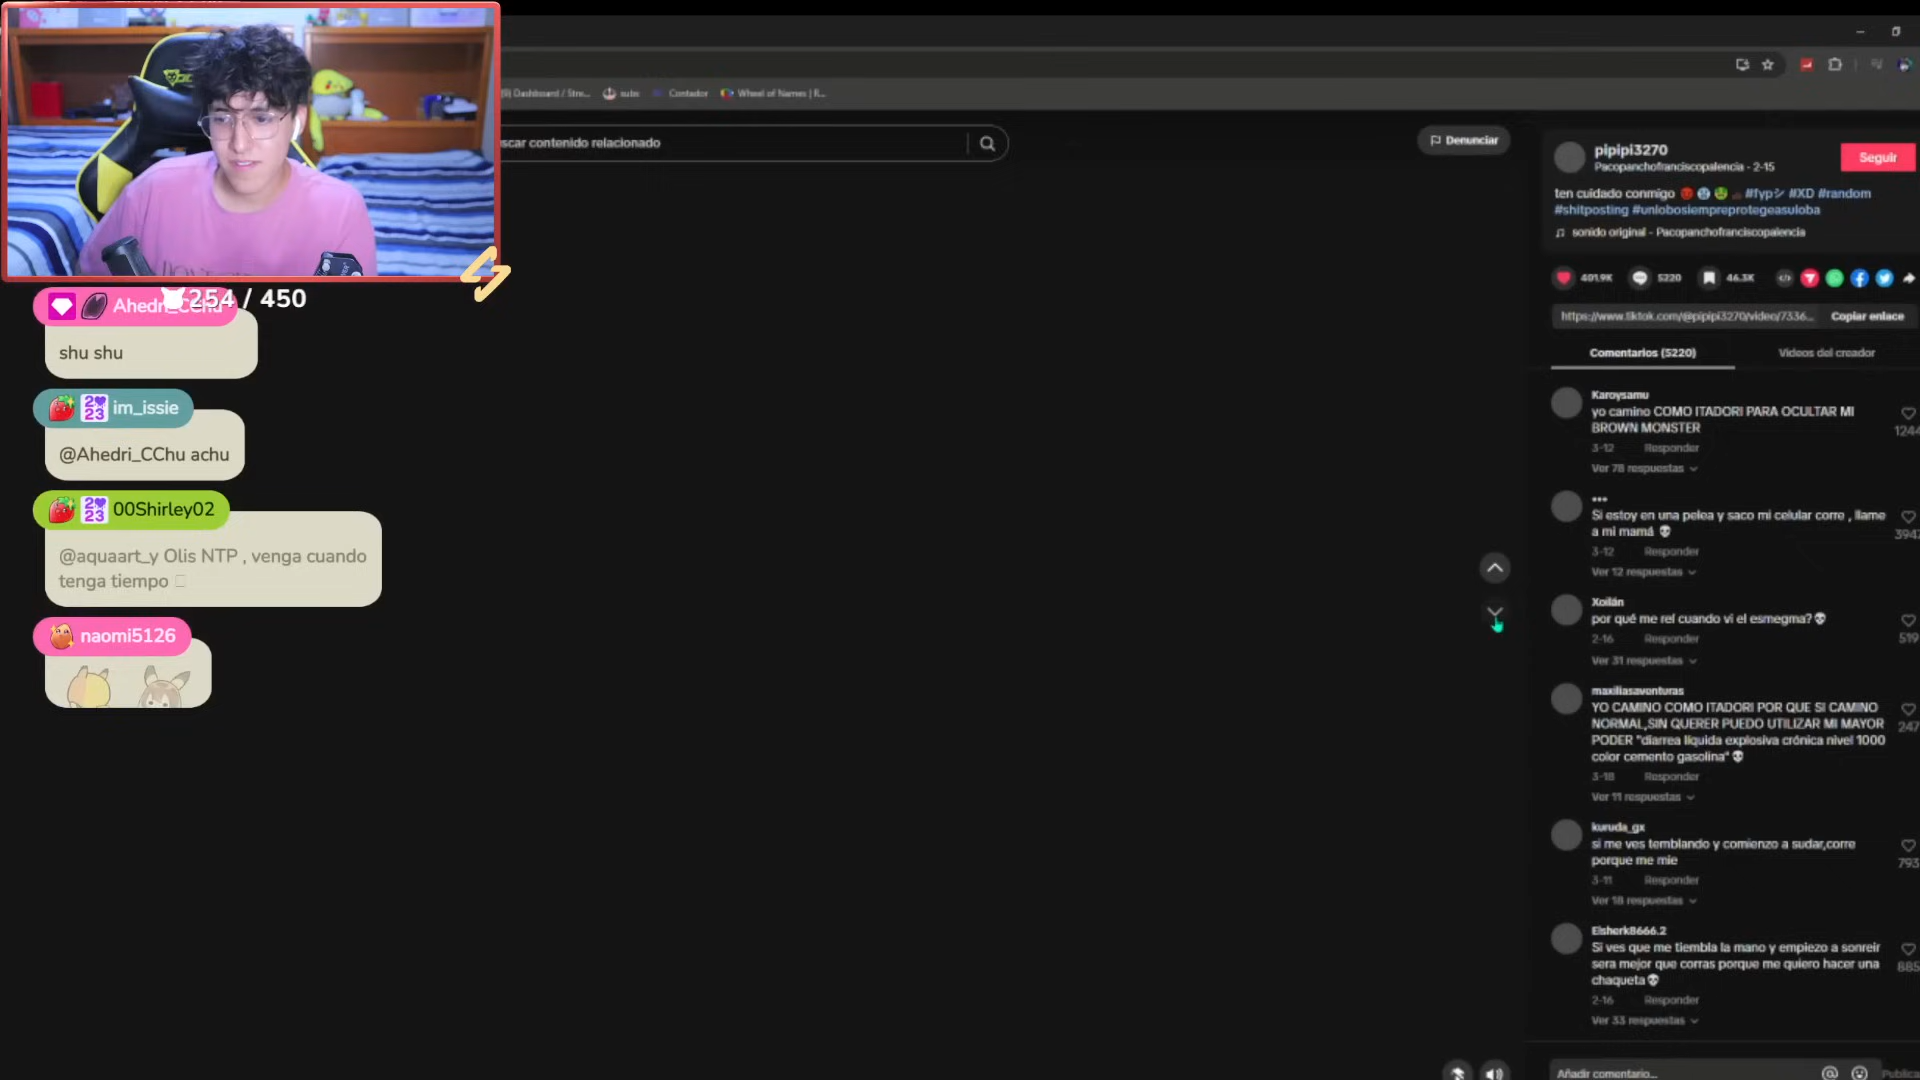 (9) Dashboard / Stre... subs Contador Wheel of Names | R...
scar contenido relacionado
Denunciar
254 / 450
shu shu
im_issie
@Ahedri_CChu achu
00Shirley02
@aquaart_y Olis NTP , venga cuando
tenga tiempo
naomi5126
pipipi3270
Pacopanchofranciscopalencia - 2-15
Seguir
ten cuidado conmigo #fypシ #XD #random
#shitposting #unlobosiempreprotegeasuloba
sonido original - Pacopanchofranciscopalencia
401.9K 5220 46.3K
https://www.tiktok.com/@pipipi3270/video/7336... Copiar enlace
Comentarios (5220) Videos del creador
Karoysamu
yo camino COMO ITADORI PARA OCULTAR MI
BROWN MONSTER
1244
3-12 Responder
Ver 78 respuestas
***
Si estoy en una pelea y saco mi celular corre , llame
a mi mamá
3947
3-12 Responder
Ver 12 respuestas
Xoilán
por qué me reí cuando vi el esmegma?
519
2-16 Responder
Ver 31 respuestas
maxiliasaventuras
YO CAMINO COMO ITADORI POR QUE SI CAMINO
NORMAL,SIN QUERER PUEDO UTILIZAR MI MAYOR
PODER "diarrea líquida explosiva crónica nivel 1000
color cemento gasolina"
247
3-18 Responder
Ver 11 respuestas
kuruda_gx
si me ves temblando y comienzo a sudar,corre
porque me mie
793
3-11 Responder
Ver 18 respuestas
Elsherk8666.2
Si ves que me tiembla la mano y empiezo a sonreir
sera mejor que corras porque me quiero hacer una
chaqueta
885
2-16 Responder
Ver 33 respuestas
Añadir comentario... Publica